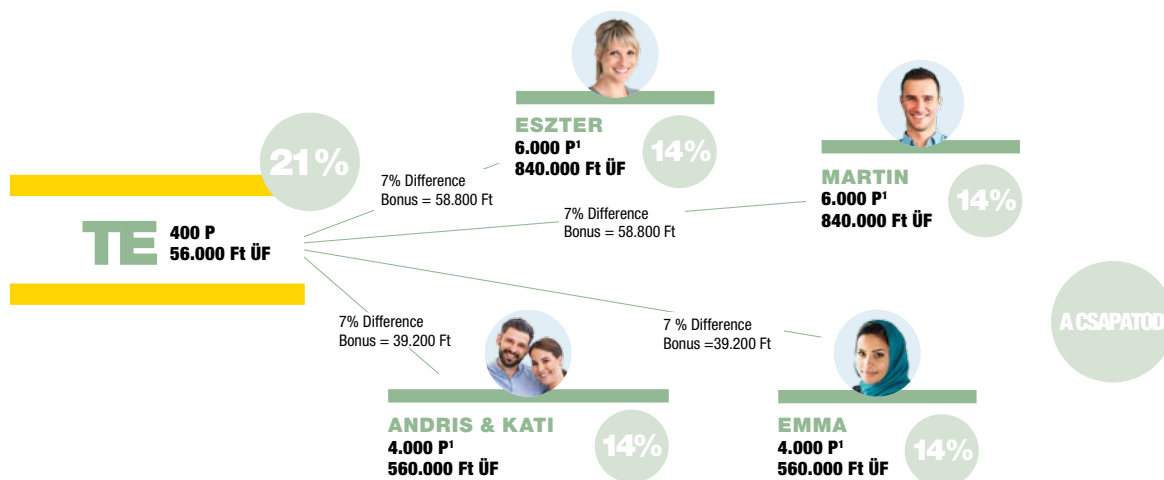 21%
TE
400 P
56.000 Ft ÜF
7% Difference
Bonus = 58.800 Ft
ESZTER
6.000 P¹
840.000 Ft ÜF
14%
7% Difference
Bonus = 58.800 Ft
MARTIN
6.000 P¹
840.000 Ft ÜF
14%
7% Difference
Bonus = 39.200 Ft
ANDRIS & KATI
4.000 P¹
560.000 Ft ÜF
14%
7 % Difference
Bonus =39.200 Ft
EMMA
4.000 P¹
560.000 Ft ÜF
14%
A CSAPATOD